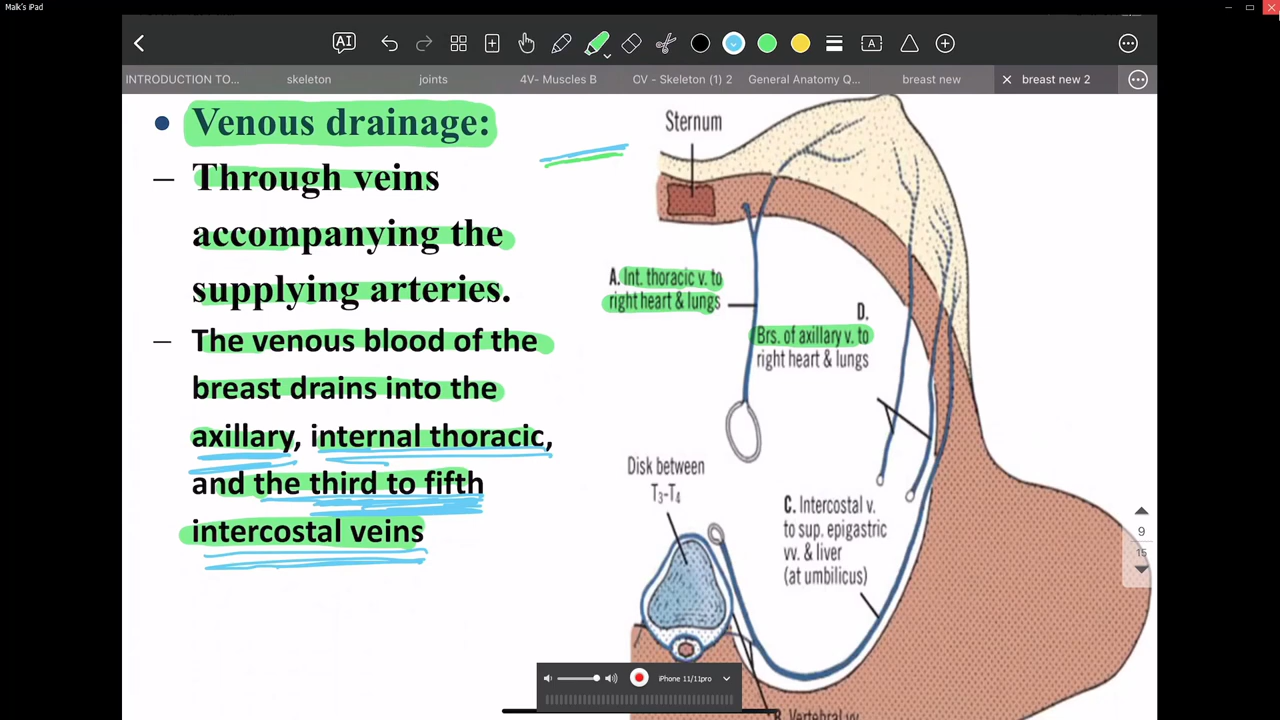 Malk's iPad
AI
A
INTRODUCTION TO...
skeleton
joints
4V- Muscles B
CV - Skeleton (1) 2
General Anatomy Q...
breast new
breast new 2
• Venous drainage:
– Through veins
accompanying the
supplying arteries.
– The venous blood of the
breast drains into the
axillary, internal thoracic,
and the third to fifth
intercostal veins
Sternum
A. Int. thoracic v. to
right heart & lungs
D.
Brs. of axillary v. to
right heart & lungs
Disk between
T₃-T₄
C. Intercostal v.
to sup. epigastric
vv. & liver
(at umbilicus)
B. Vertebral vv.
9
15
iPhone 11/11pro